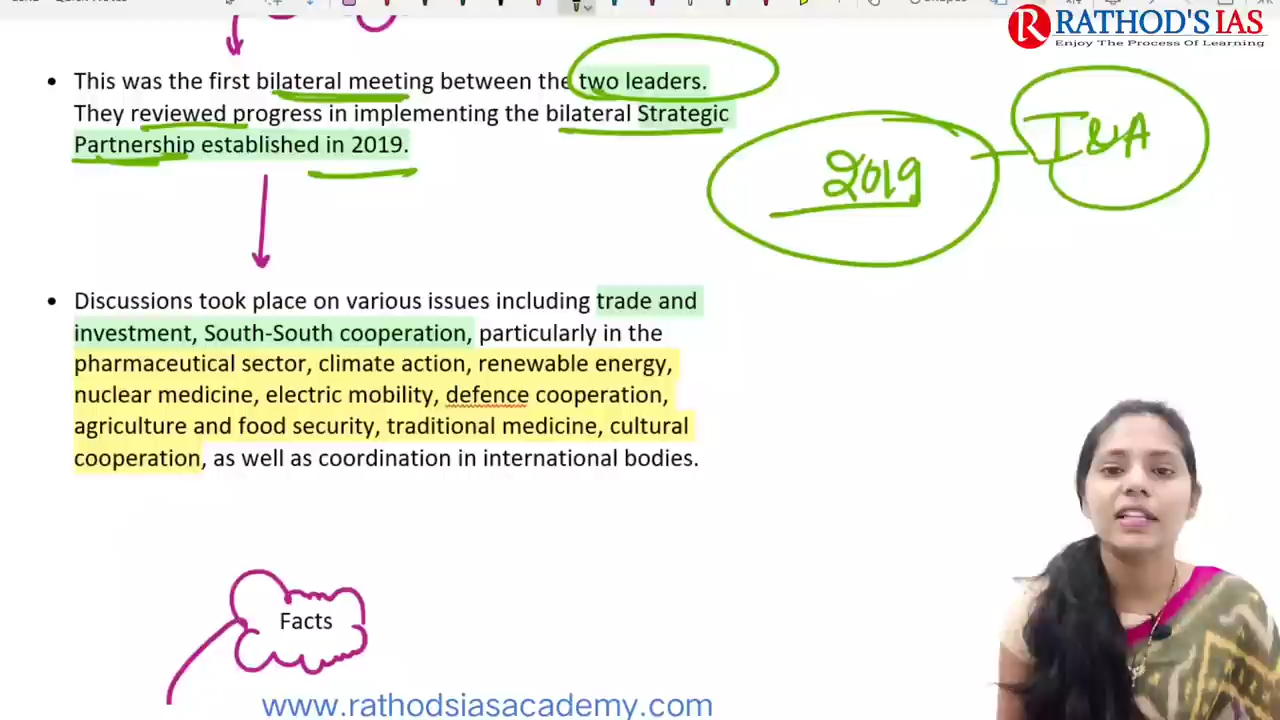 RATHOD'S IAS
Enjoy The Process Of Learning
• This was the first bilateral meeting between the two leaders.
They reviewed progress in implementing the bilateral Strategic
Partnership established in 2019.
2019
I&A
• Discussions took place on various issues including trade and
investment, South-South cooperation, particularly in the
pharmaceutical sector, climate action, renewable energy,
nuclear medicine, electric mobility, defence cooperation,
agriculture and food security, traditional medicine, cultural
cooperation, as well as coordination in international bodies.
Facts
www.rathodsiasacademy.com